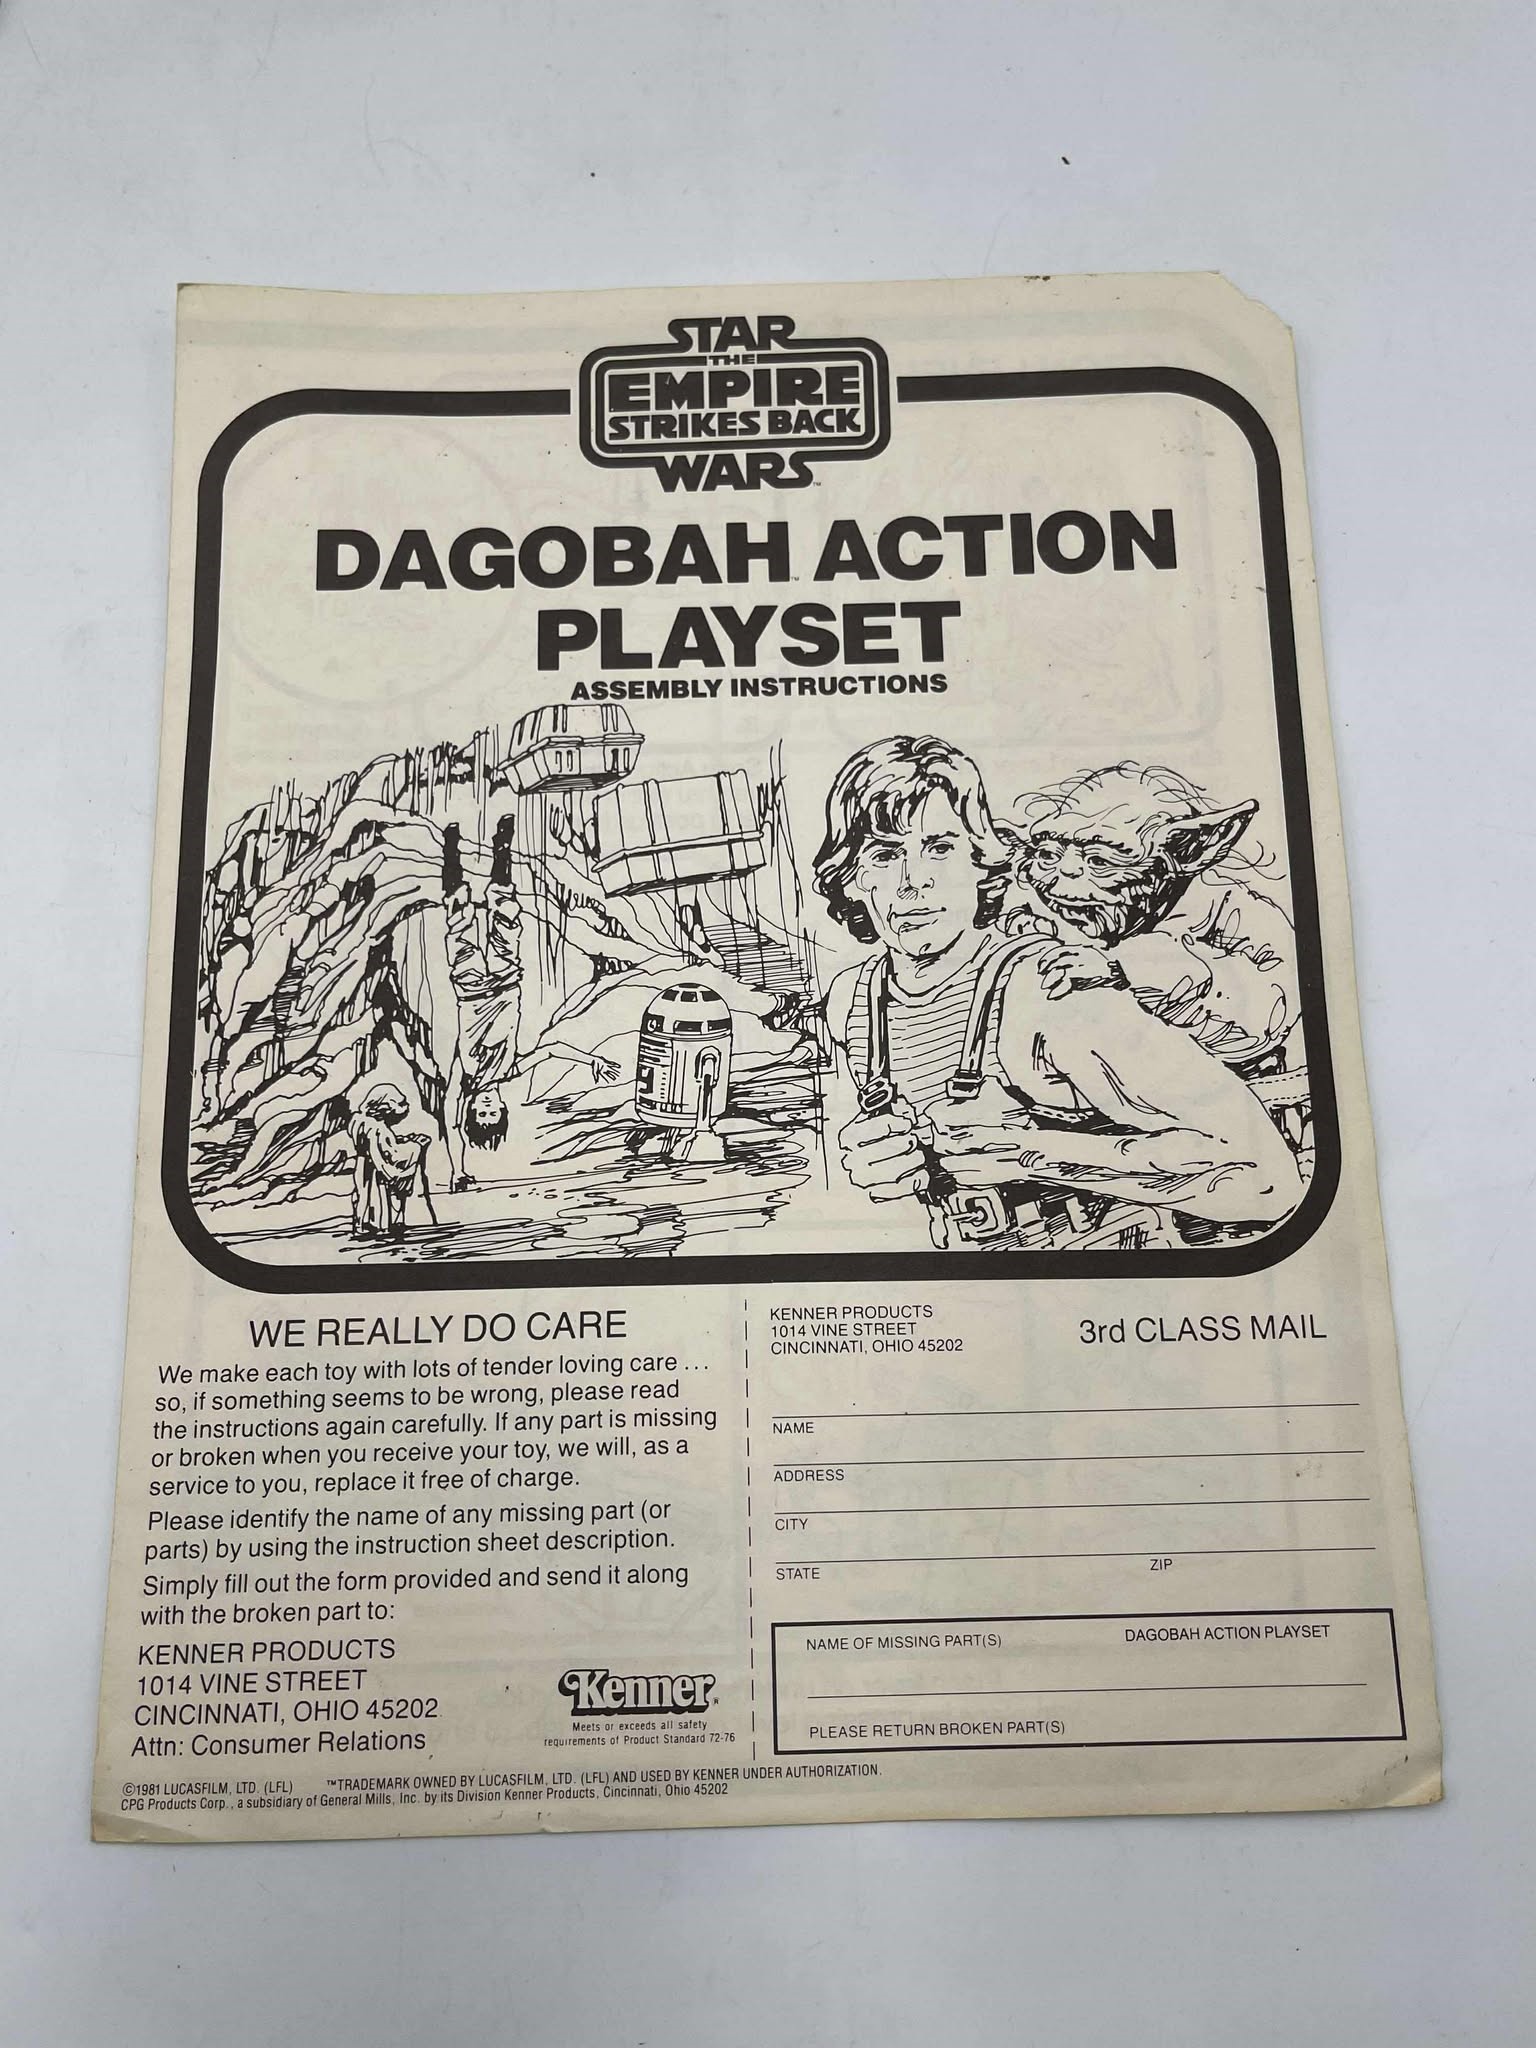 STAR
THE
EMPIRE
STRIKES BACK
WARS™
DAGOBAH™ ACTION
PLAYSET
ASSEMBLY INSTRUCTIONS
WE REALLY DO CARE
We make each toy with lots of tender loving care ...
so, if something seems to be wrong, please read
the instructions again carefully. If any part is missing
or broken when you receive your toy, we will, as a
service to you, replace it free of charge.
Please identify the name of any missing part (or
parts) by using the instruction sheet description.
Simply fill out the form provided and send it along
with the broken part to:
KENNER PRODUCTS
1014 VINE STREET
CINCINNATI, OHIO 45202
Attn: Consumer Relations
Kenner®
Meets or exceeds all safety
requirements of Product Standard 72-76
KENNER PRODUCTS
1014 VINE STREET
CINCINNATI, OHIO 45202
3rd CLASS MAIL
NAME
ADDRESS
CITY
STATE ZIP
NAME OF MISSING PART(S) DAGOBAH ACTION PLAYSET
PLEASE RETURN BROKEN PART(S)
©1981 LUCASFILM, LTD. (LFL) ™TRADEMARK OWNED BY LUCASFILM, LTD. (LFL) AND USED BY KENNER UNDER AUTHORIZATION.
CPG Products Corp., a subsidiary of General Mills, Inc. by its Division Kenner Products, Cincinnati, Ohio 45202